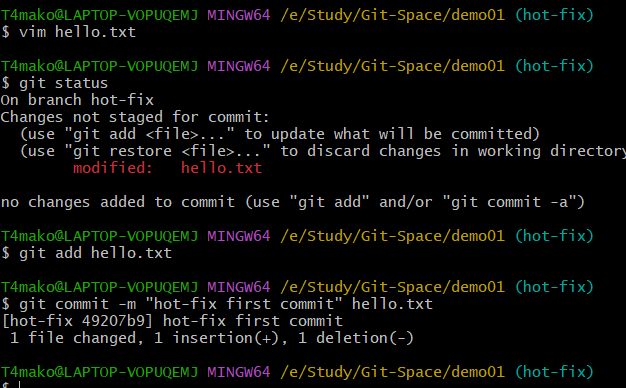 T4mako@LAPTOP-VOPUQEMJ MINGW64 /e/Study/Git-Space/demo01 (hot-fix)
$ vim hello.txt
T4mako@LAPTOP-VOPUQEMJ MINGW64 /e/Study/Git-Space/demo01 (hot-fix)
$ git status
On branch hot-fix
Changes not staged for commit:
  (use "git add <file>..." to update what will be committed)
  (use "git restore <file>..." to discard changes in working directory
        modified:   hello.txt
no changes added to commit (use "git add" and/or "git commit -a")
T4mako@LAPTOP-VOPUQEMJ MINGW64 /e/Study/Git-Space/demo01 (hot-fix)
$ git add hello.txt
T4mako@LAPTOP-VOPUQEMJ MINGW64 /e/Study/Git-Space/demo01 (hot-fix)
$ git commit -m "hot-fix first commit" hello.txt
[hot-fix 49207b9] hot-fix first commit
 1 file changed, 1 insertion(+), 1 deletion(-)
T4mako@LAPTOP-VOPUQEMJ MINGW64 /e/Study/Git-Space/demo01 (hot-fix)
$